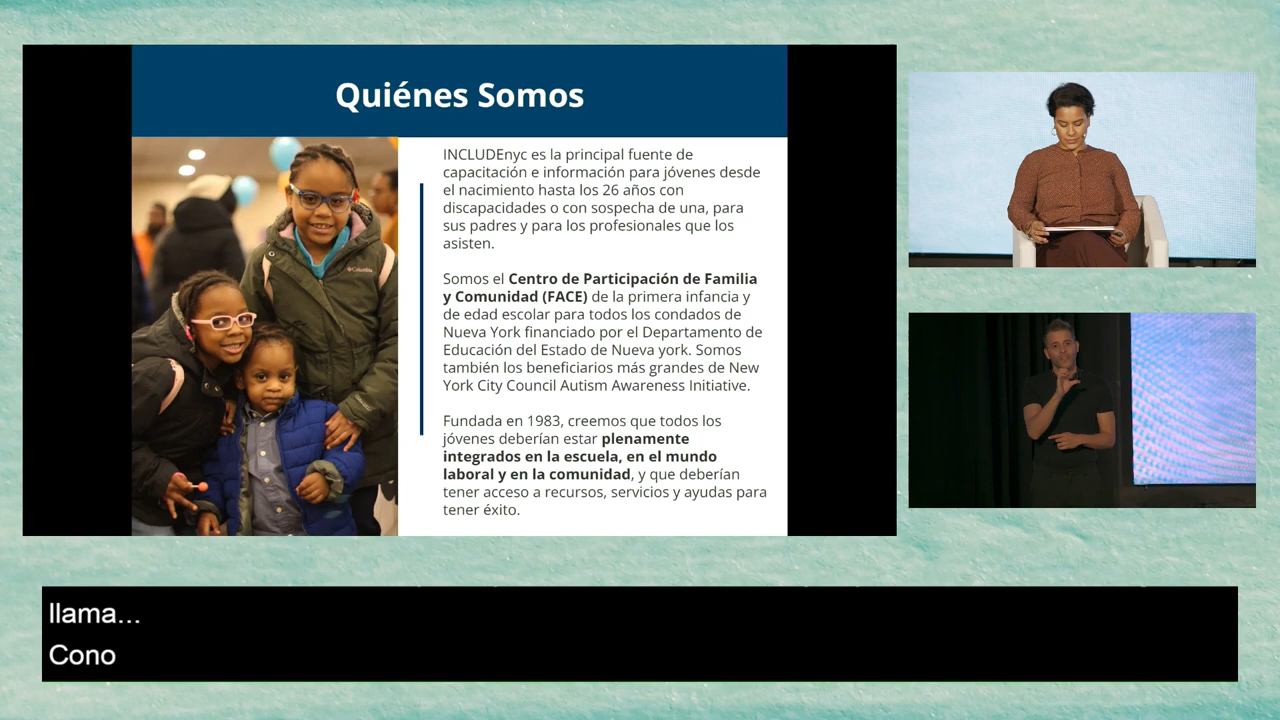 Quiénes Somos
INCLUDEnyc es la principal fuente de
capacitación e información para jóvenes desde
el nacimiento hasta los 26 años con
discapacidades o con sospecha de una, para
sus padres y para los profesionales que los
asisten.
Somos el Centro de Participación de Familia
y Comunidad (FACE) de la primera infancia y
de edad escolar para todos los condados de
Nueva York financiado por el Departamento de
Educación del Estado de Nueva york. Somos
también los beneficiarios más grandes de New
York City Council Autism Awareness Initiative.
Fundada en 1983, creemos que todos los
jóvenes deberían estar plenamente
integrados en la escuela, en el mundo
laboral y en la comunidad, y que deberían
tener acceso a recursos, servicios y ayudas para
tener éxito.
Columbia
llama...
Cono